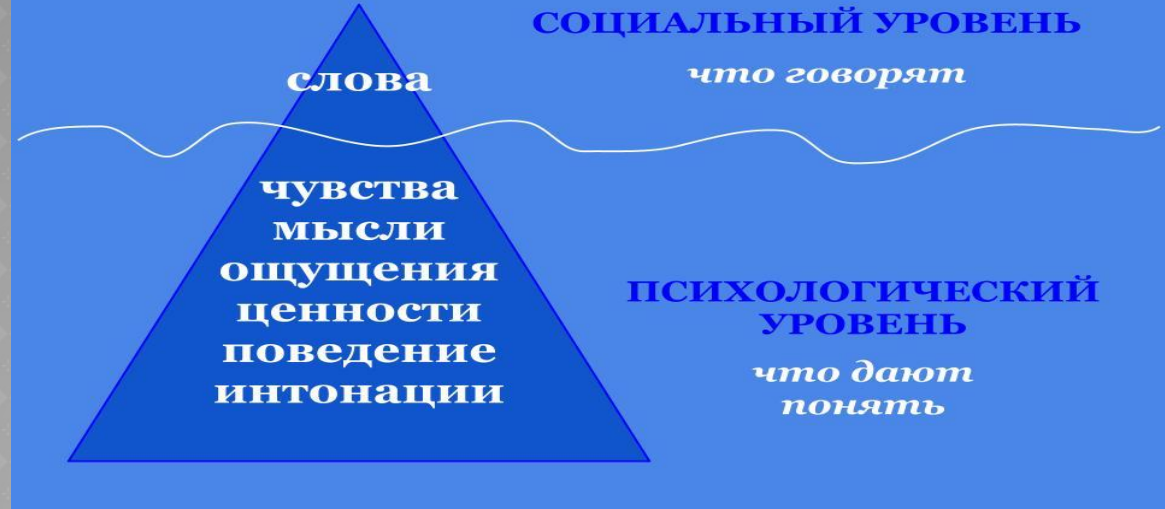 СОЦИАЛЬНЫЙ УРОВЕНЬ
что говорят
слова
чувства
мысли
ощущения
ценности
поведение
интонации
ПСИХОЛОГИЧЕСКИЙ
УРОВЕНЬ
что дают
понять